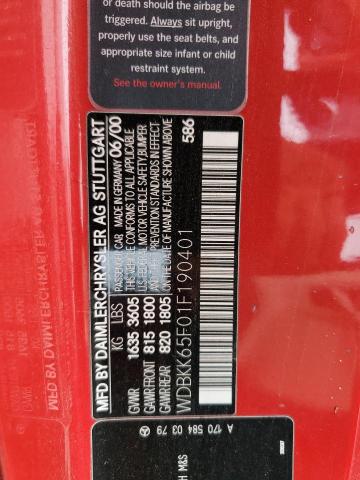 or death should the airbag be
triggered. Always sit upright,
properly use the seat belts, and
appropriate size infant or child
restraint system.
See the owner's manual.
MFD BY DAIMLERCHRYSLER AG STUTTGART
KG LBS
GVWR 1635 3605
GAWR FRONT 815 1800
GAWR REAR 820 1805
PASSENGER CAR MADE IN GERMANY 06/00
THIS VEHICLE CONFORMS TO ALL APPLICABLE
U.S. FEDERAL MOTOR VEHICLE SAFETY, BUMPER
AND THEFT PREVENTION STANDARDS IN EFFECT
ON THE DATE OF MANUFACTURE SHOWN ABOVE.
WDBKK65F01F190401
586
A 170 584 03 79
M&S